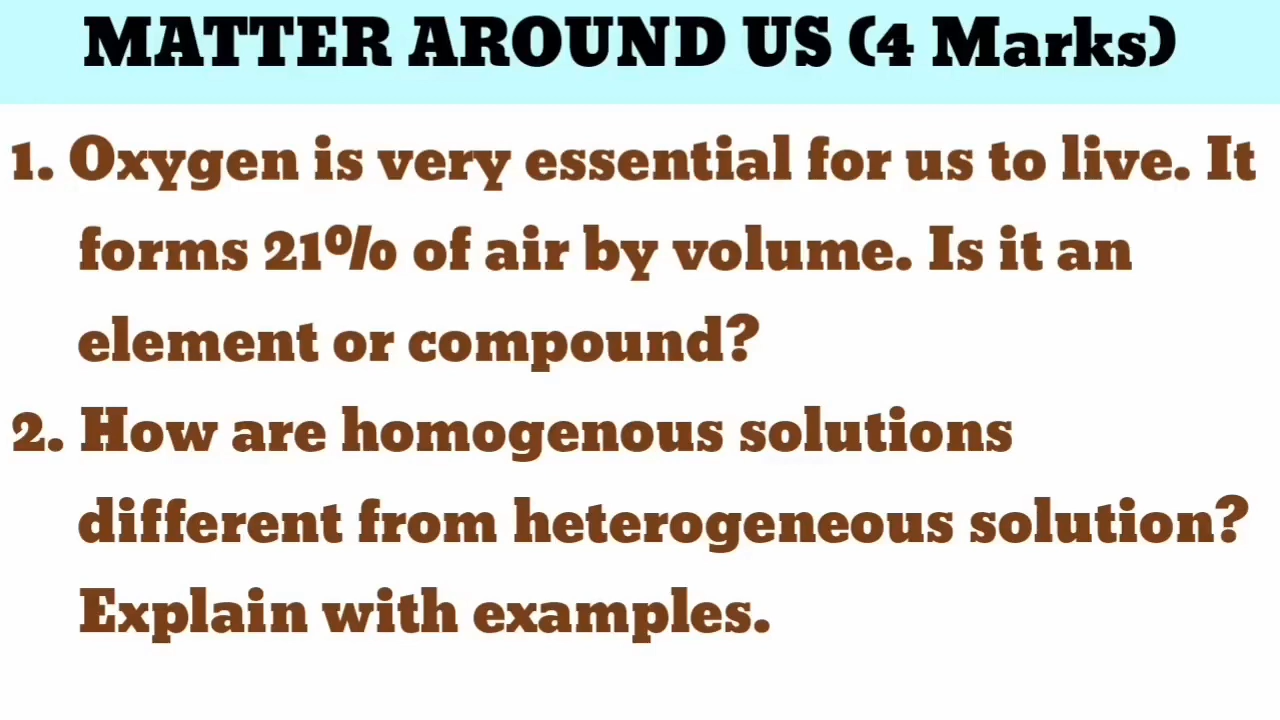 MATTER AROUND US (4 Marks)
1. Oxygen is very essential for us to live. It
forms 21% of air by volume. Is it an
element or compound?
2. How are homogenous solutions
different from heterogeneous solution?
Explain with examples.